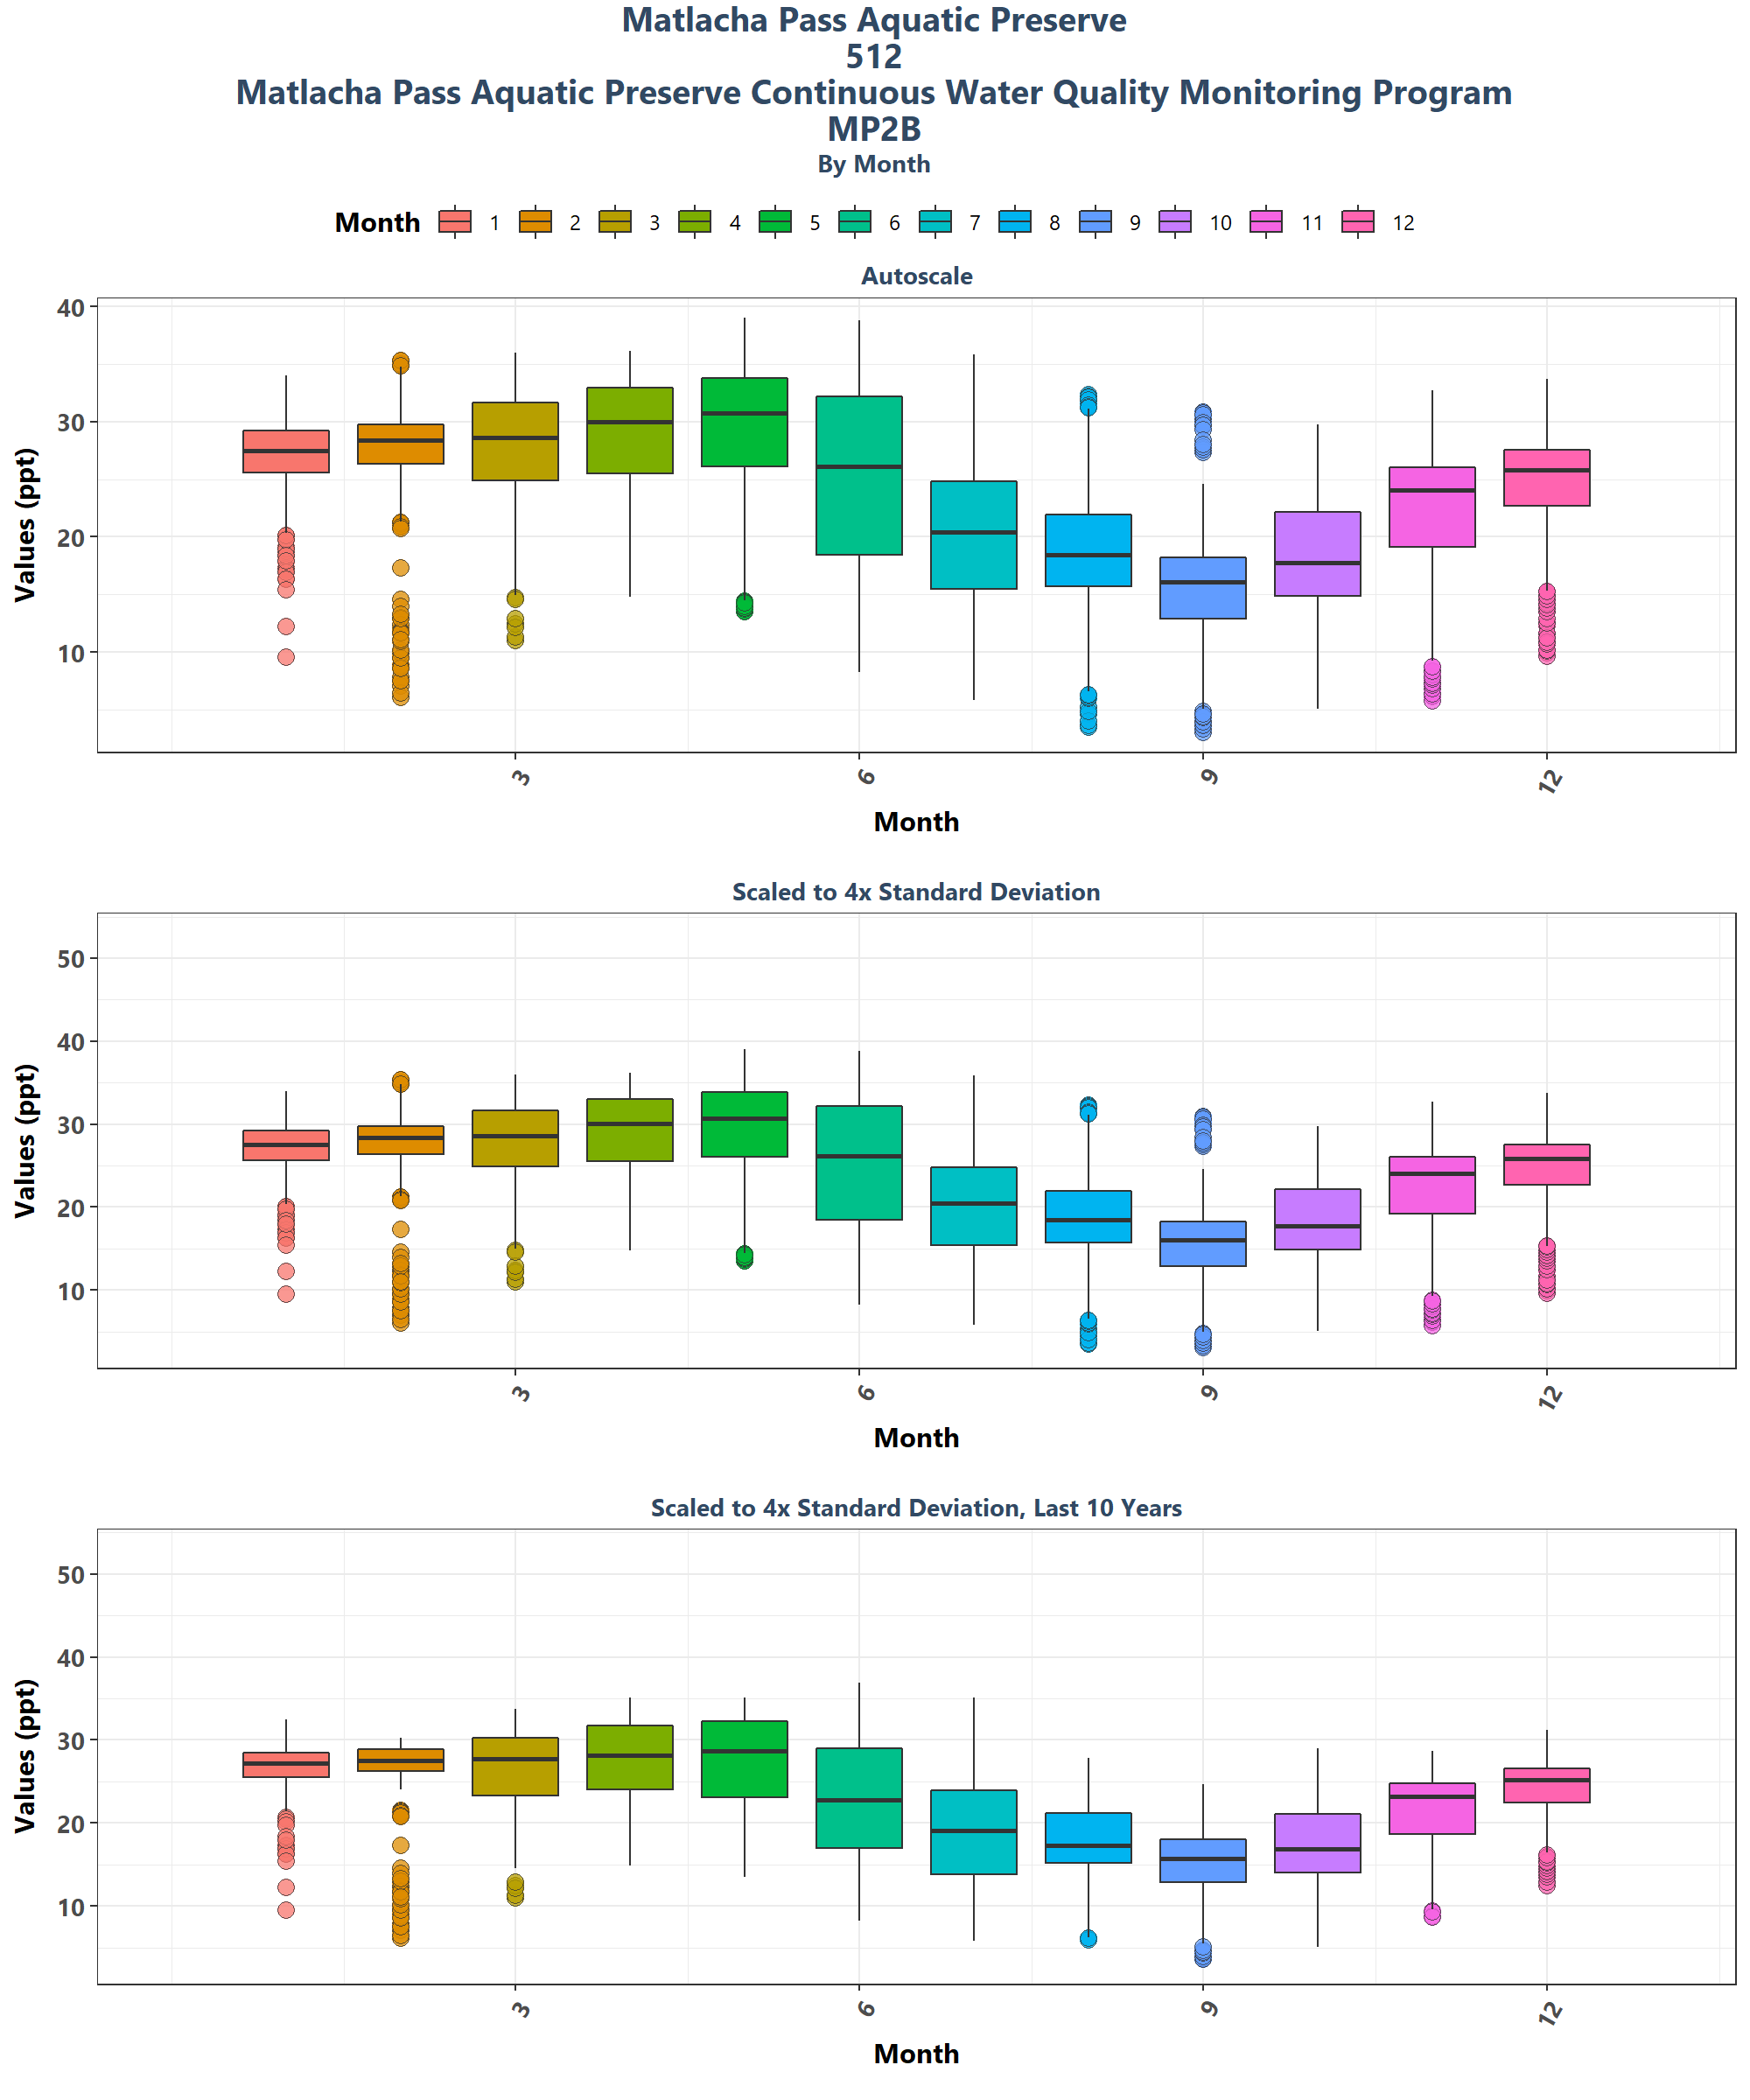 Matlacha Pass Aquatic Preserve
512
Matlacha Pass Aquatic Preserve Continuous Water Quality Monitoring Program
MP2B
By Month
Month 1 2 3 4 5 6 7 8 9 10 11 12
Autoscale
Values (ppt)
40
30
20
10
3 6 9 12
Month
Scaled to 4x Standard Deviation
Values (ppt)
50
40
30
20
10
3 6 9 12
Month
Scaled to 4x Standard Deviation, Last 10 Years
Values (ppt)
50
40
30
20
10
3 6 9 12
Month